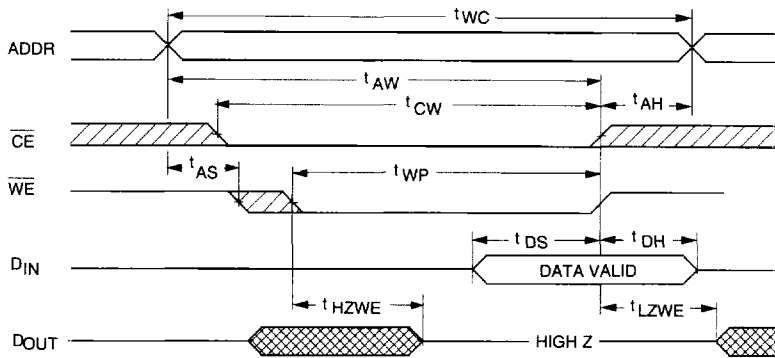 tWC
ADDR
tAW
tCW
tAH
CE
tAS
tWP
WE
tDS
tDH
DIN
DATA VALID
tHZWE
tLZWE
DOUT
HIGH Z